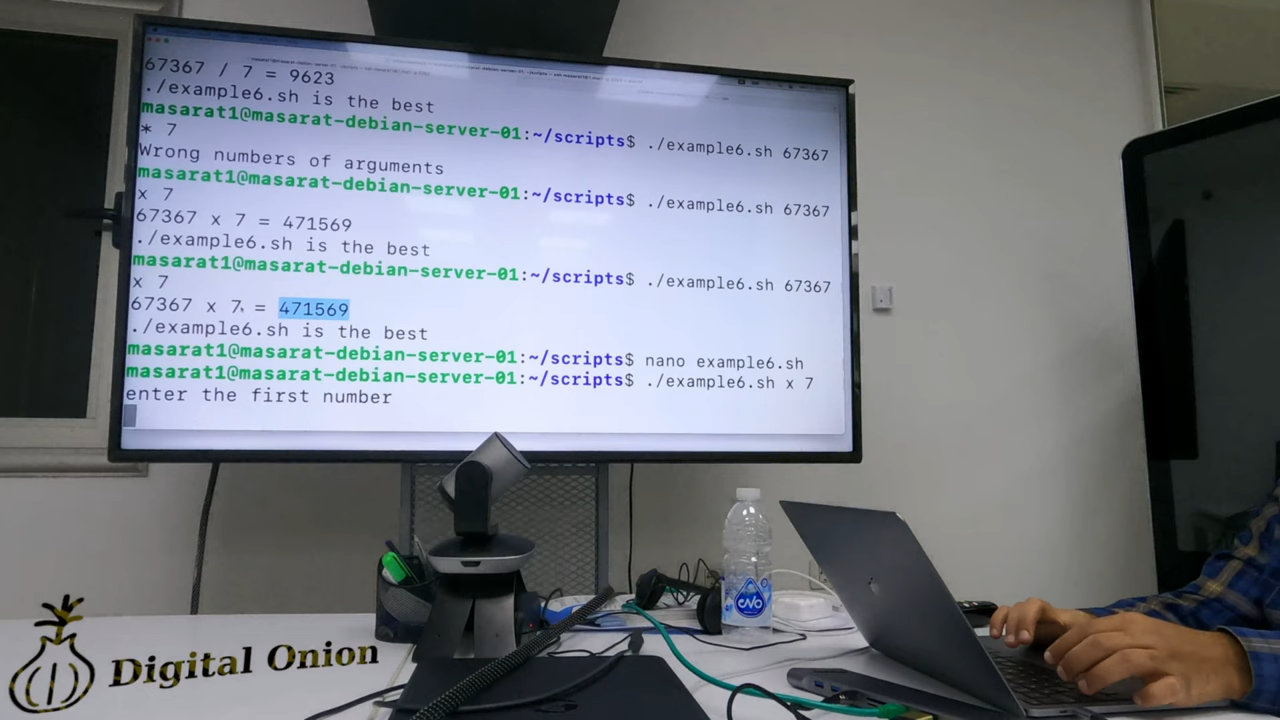 67367 / 7 = 9623
./example6.sh is the best
masarat1@masarat-debian-server-01:~/scripts$ ./example6.sh 67367
* 7
Wrong numbers of arguments
masarat1@masarat-debian-server-01:~/scripts$ ./example6.sh 67367
x 7
67367 x 7 = 471569
./example6.sh is the best
masarat1@masarat-debian-server-01:~/scripts$ ./example6.sh 67367
x 7
67367 x 7 = 471569
./example6.sh is the best
masarat1@masarat-debian-server-01:~/scripts$ nano example6.sh
masarat1@masarat-debian-server-01:~/scripts$ ./example6.sh x 7
enter the first number
Digital Onion